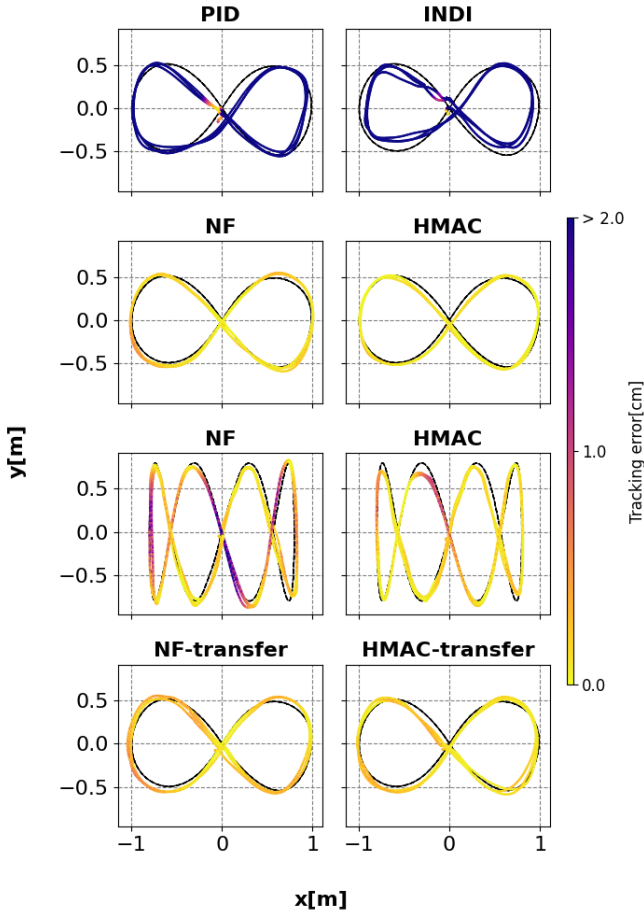 PID INDI
0.5
0.0
−0.5
NF HMAC
0.5
0.0
−0.5
NF HMAC
0.5
0.0
−0.5
NF-transfer HMAC-transfer
0.5
0.0
−0.5
−1 0 1 −1 0 1
x[m]
y[m]
> 2.0
1.0
0.0
Tracking error[cm]